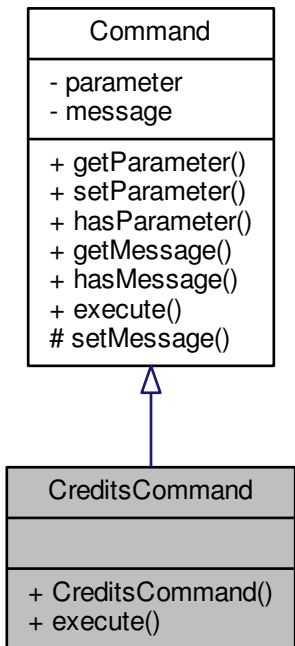 Command
- parameter
- message
+ getParameter()
+ setParameter()
+ hasParameter()
+ getMessage()
+ hasMessage()
+ execute()
# setMessage()
CreditsCommand
+ CreditsCommand()
+ execute()